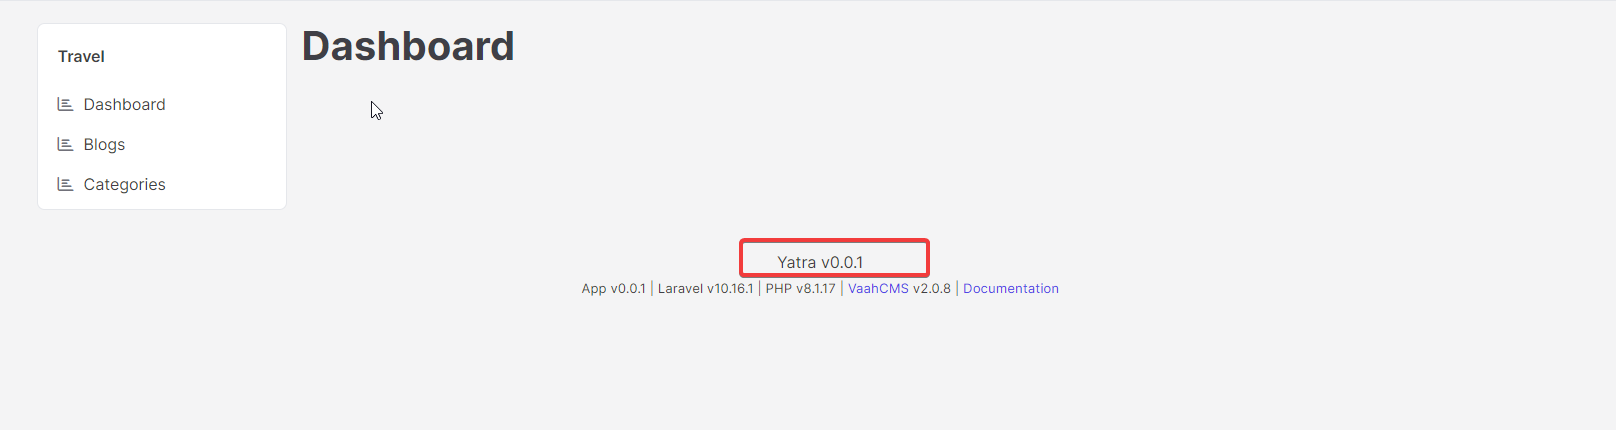 Travel
Dashboard
Blogs
Categories
Dashboard
Yatra v0.0.1
App v0.0.1 | Laravel v10.16.1 | PHP v8.1.17 | VaahCMS v2.0.8 | Documentation